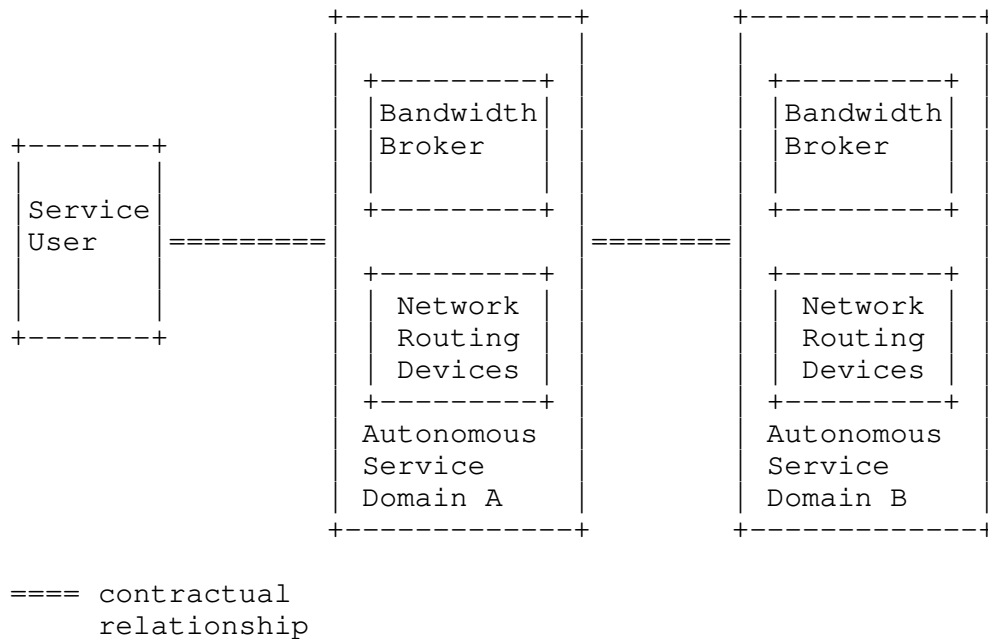 Bandwidth
Broker
Bandwidth
Broker
Service
User
Network
Routing
Devices
Network
Routing
Devices
Autonomous
Service
Domain A
Autonomous
Service
Domain B
==== contractual
relationship